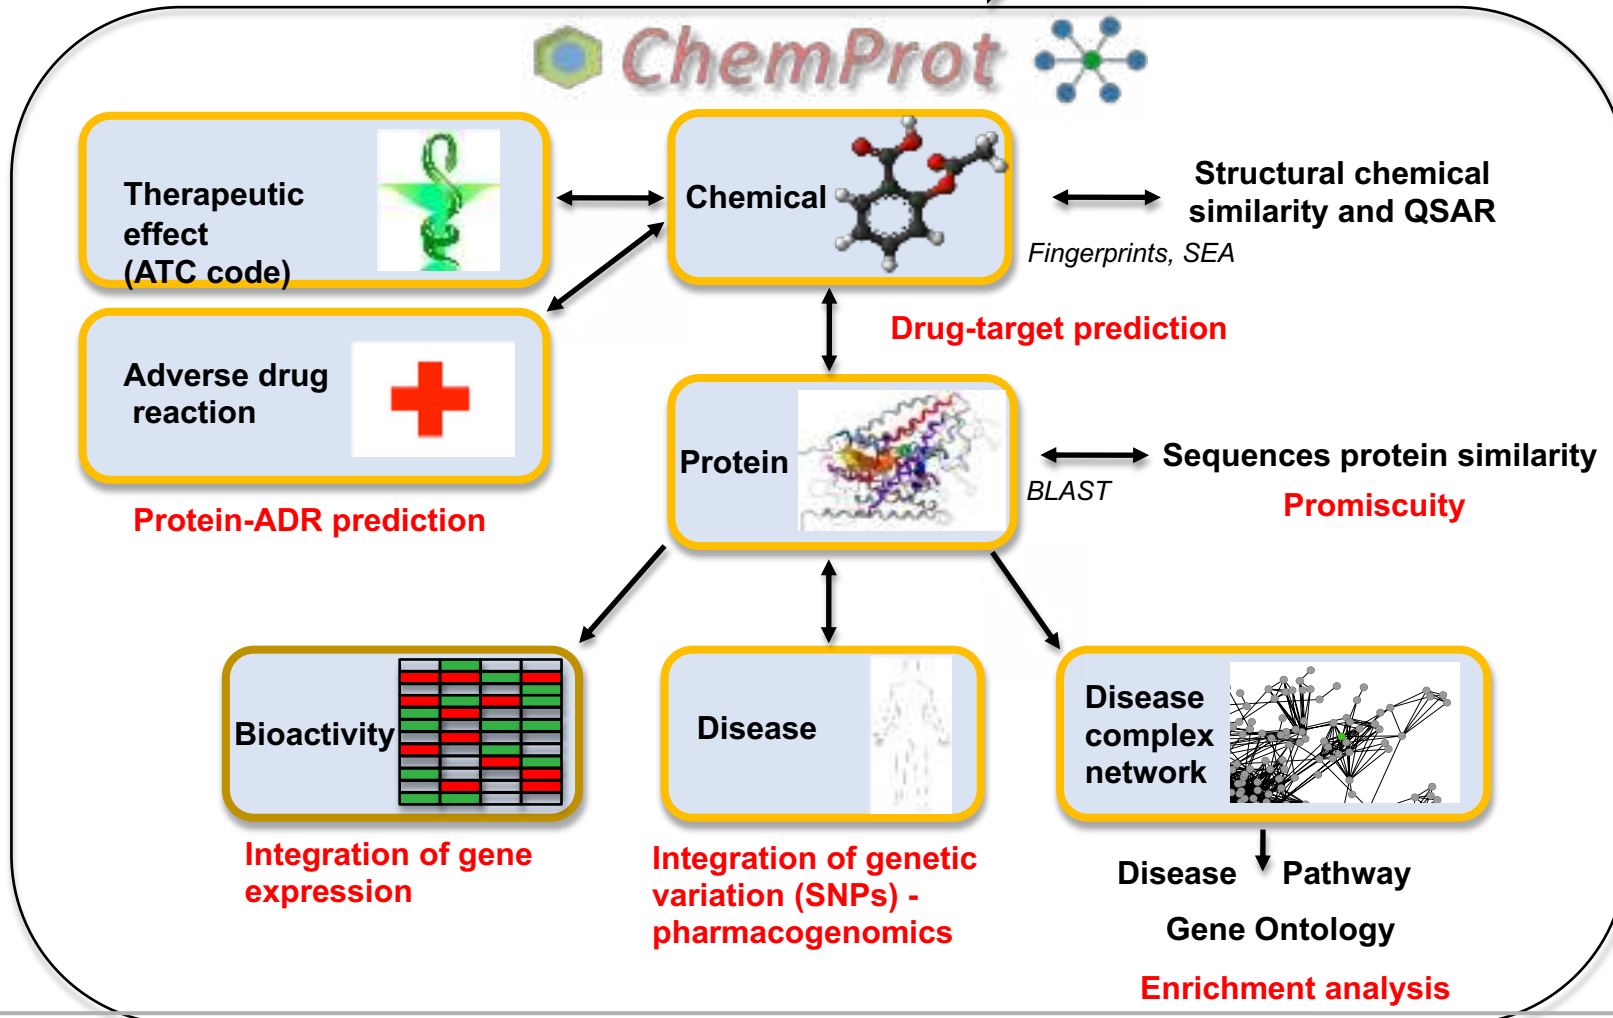 ChemProt
Therapeutic
effect
(ATC code)
Chemical
Structural chemical
similarity and QSAR
Fingerprints, SEA
Drug-target prediction
Adverse drug
reaction
Protein
Sequences protein similarity
BLAST
Promiscuity
Protein-ADR prediction
Bioactivity
Disease
Disease
complex
network
Integration of gene
expression
Integration of genetic
variation (SNPs) -
pharmacogenomics
Disease Pathway
Gene Ontology
Enrichment analysis